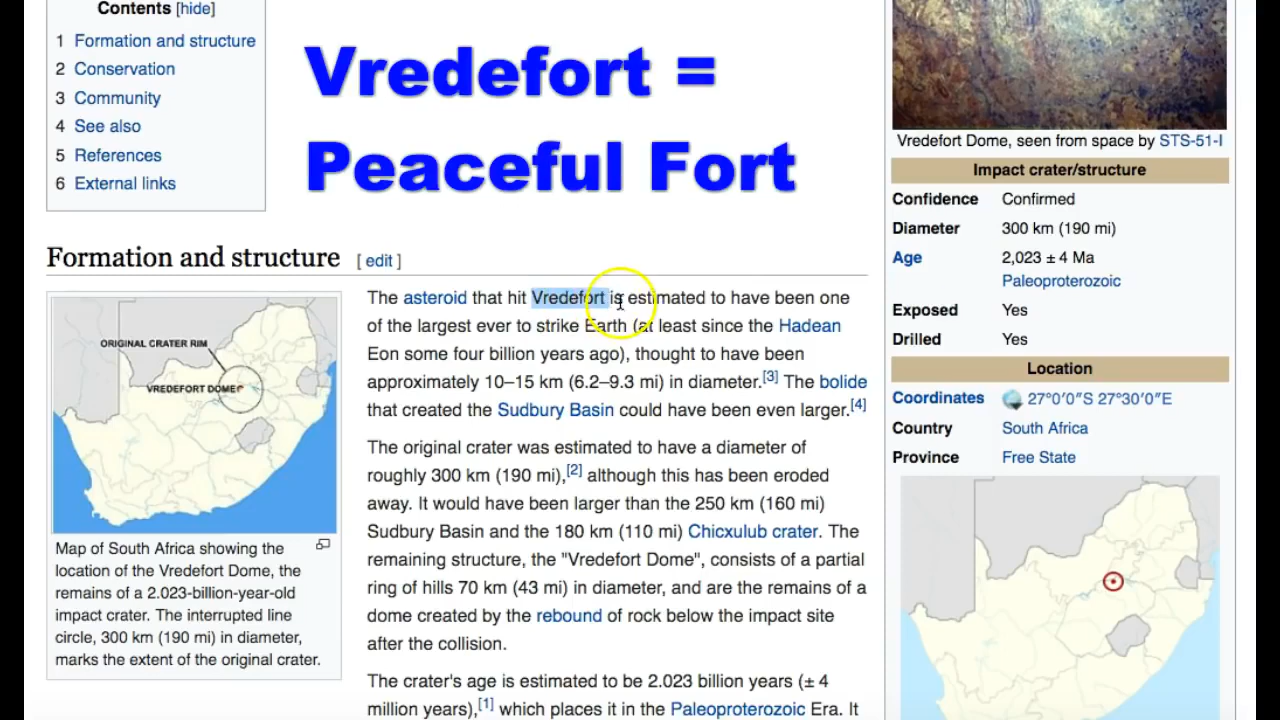 Contents [hide]
1 Formation and structure
2 Conservation
3 Community
4 See also
5 References
6 External links
Vredefort =
Peaceful Fort
Formation and structure [ edit ]
ORIGINAL CRATER RIM
VREDEFORT DOME
Map of South Africa showing the
location of the Vredefort Dome, the
remains of a 2.023-billion-year-old
impact crater. The interrupted line
circle, 300 km (190 mi) in diameter,
marks the extent of the original crater.
The asteroid that hit Vredefort is estimated to have been one
of the largest ever to strike Earth (at least since the Hadean
Eon some four billion years ago), thought to have been
approximately 10–15 km (6.2–9.3 mi) in diameter.[3] The bolide
that created the Sudbury Basin could have been even larger.[4]
The original crater was estimated to have a diameter of
roughly 300 km (190 mi),[2] although this has been eroded
away. It would have been larger than the 250 km (160 mi)
Sudbury Basin and the 180 km (110 mi) Chicxulub crater. The
remaining structure, the "Vredefort Dome", consists of a partial
ring of hills 70 km (43 mi) in diameter, and are the remains of a
dome created by the rebound of rock below the impact site
after the collision.
The crater's age is estimated to be 2.023 billion years (± 4
million years),[1] which places it in the Paleoproterozoic Era. It
Vredefort Dome, seen from space by STS-51-I
Impact crater/structure
Confidence Confirmed
Diameter 300 km (190 mi)
Age 2,023 ± 4 Ma
Paleoproterozoic
Exposed Yes
Drilled Yes
Location
Coordinates 27°0′0″S 27°30′0″E
Country South Africa
Province Free State